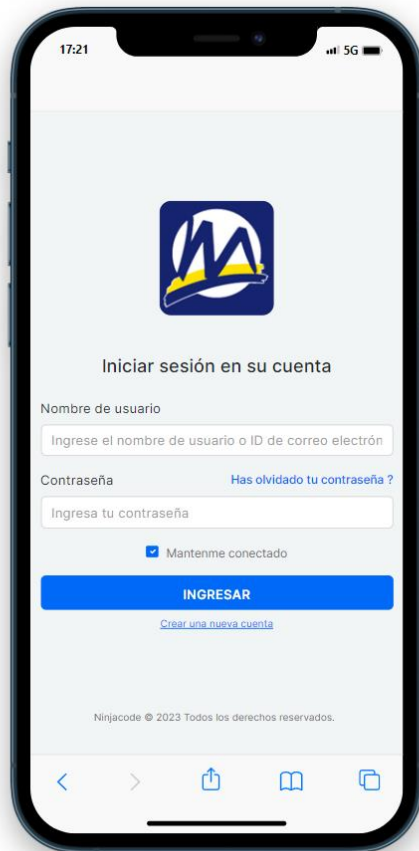 17:21
5G
Iniciar sesión en su cuenta
Nombre de usuario
Ingrese el nombre de usuario o ID de correo electrón
Contraseña
Has olvidado tu contraseña ?
Ingresa tu contraseña
Mantenme conectado
INGRESAR
Crear una nueva cuenta
Ninjacode © 2023 Todos los derechos reservados.